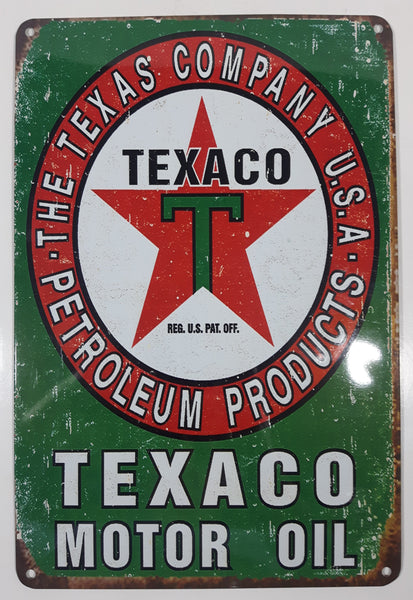 THE TEXAS COMPANY U.S.A
PETROLEUM PRODUCTS
TEXACO
T
REG. U.S. PAT. OFF.
TEXACO
MOTOR OIL